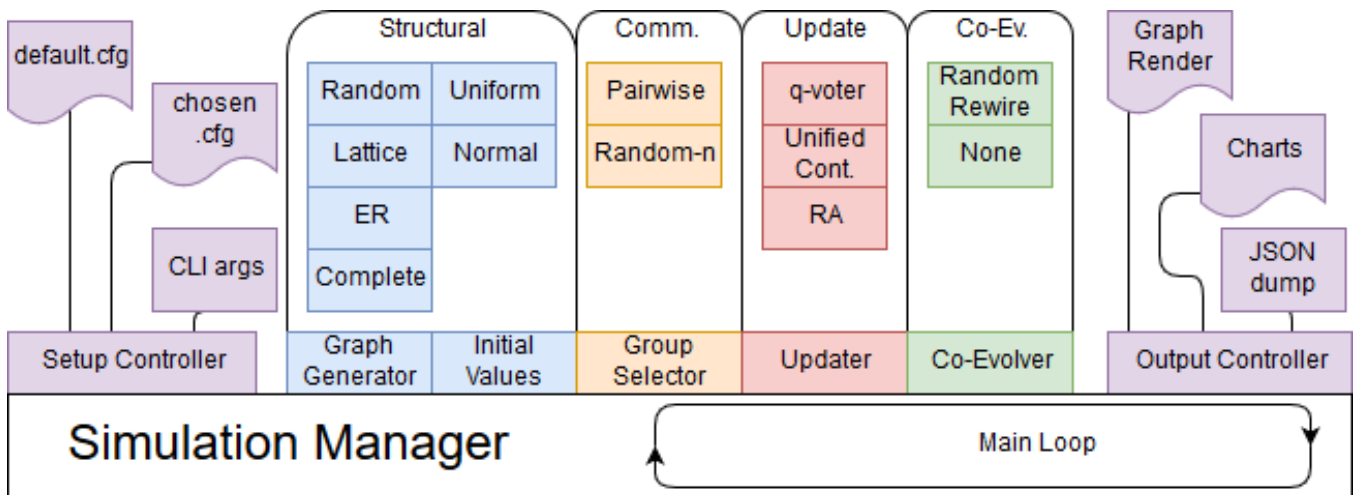 default.cfg
chosen
.cfg
CLI args
Setup Controller
Structural
Random
Uniform
Lattice
Normal
ER
Complete
Graph
Generator
Initial
Values
Comm.
Pairwise
Random-n
Group
Selector
Update
q-voter
Unified
Cont.
RA
Updater
Co-Ev.
Random
Rewire
None
Co-Evolver
Graph
Render
Charts
JSON
dump
Output Controller
Simulation Manager
Main Loop